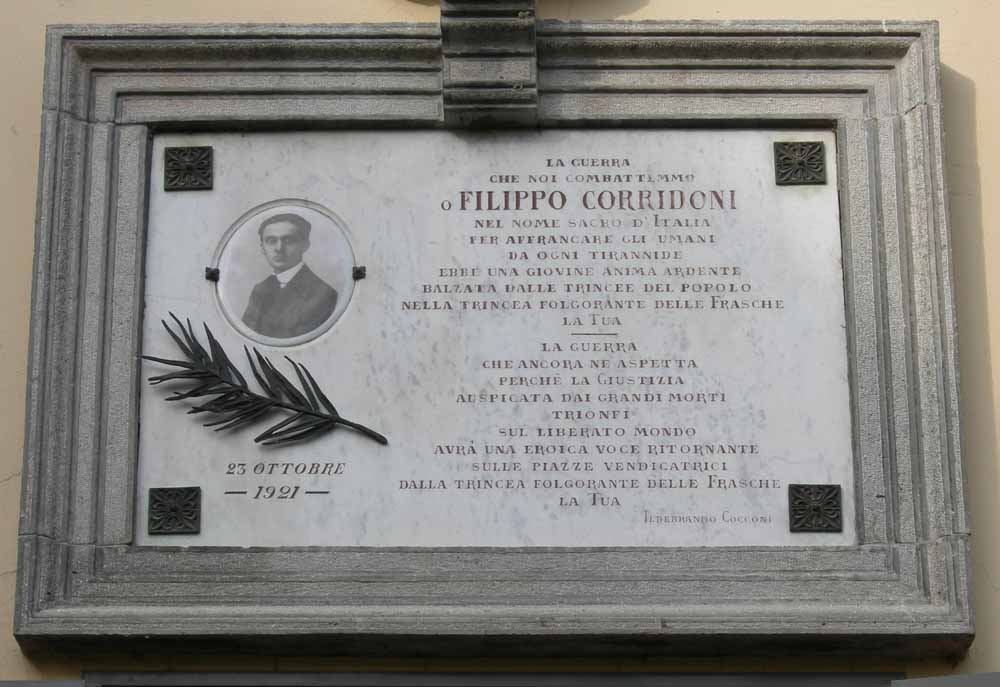 LA GUERRA
CHE NOI COMBATTEMMO
O FILIPPO CORRIDONI
NEL NOME SACRO D'ITALIA
PER AFFRANCARE GLI UMANI
DA OGNI TIRANNIDE
EBBE UNA GIOVINE ANIMA ARDENTE
BALZATA DALLE TRINCEE DEL POPOLO
NELLA TRINCEA FOLGORANTE DELLE FRASCHE
LA TUA
LA GUERRA
CHE ANCORA NE ASPETTA
PERCHÈ LA GIUSTIZIA
AUSPICATA DAI GRANDI MORTI
TRIONFI
SUL LIBERATO MONDO
AVRÀ UNA EROICA VOCE RITORNANTE
SULLE PIAZZE VENDICATRICI
DALLA TRINCEA FOLGORANTE DELLE FRASCHE
LA TUA
ILDEBRANDO COCCONI
23 OTTOBRE
— 1921 —